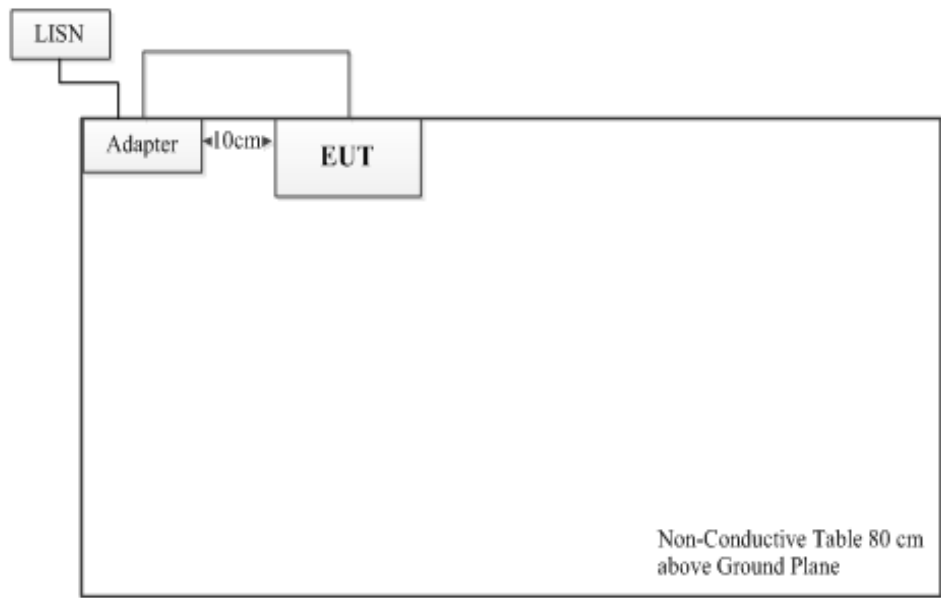 LISN
Adapter
10cm
EUT
Non-Conductive Table 80 cm
above Ground Plane